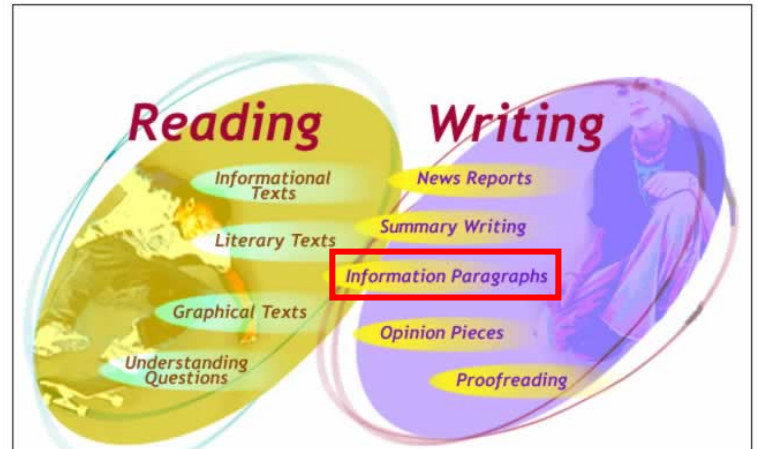 Reading
Informational
Texts
Literary Texts
Graphical Texts
Understanding
Questions
Writing
News Reports
Summary Writing
Information Paragraphs
Opinion Pieces
Proofreading